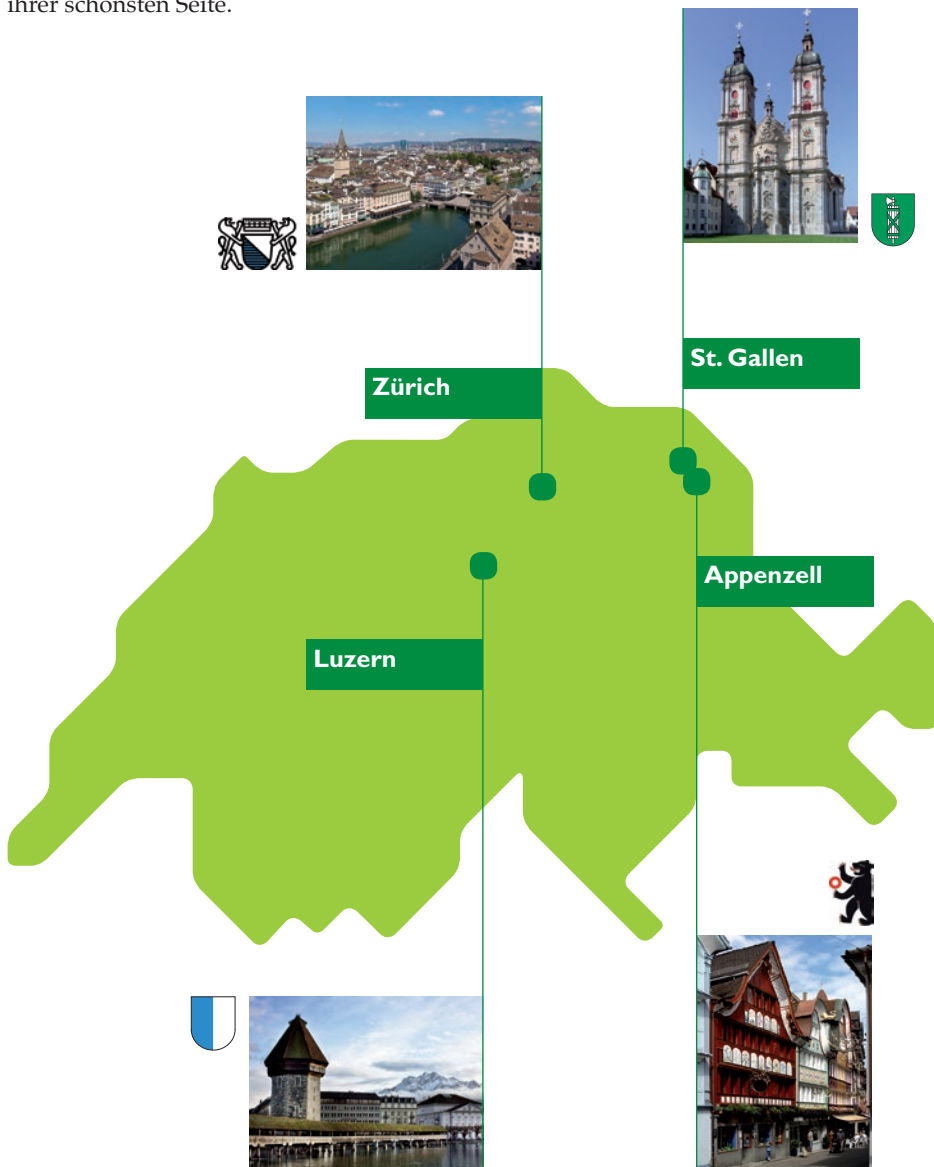 ihrer schönsten Seite.
St. Gallen
Zürich
Appenzell
Luzern